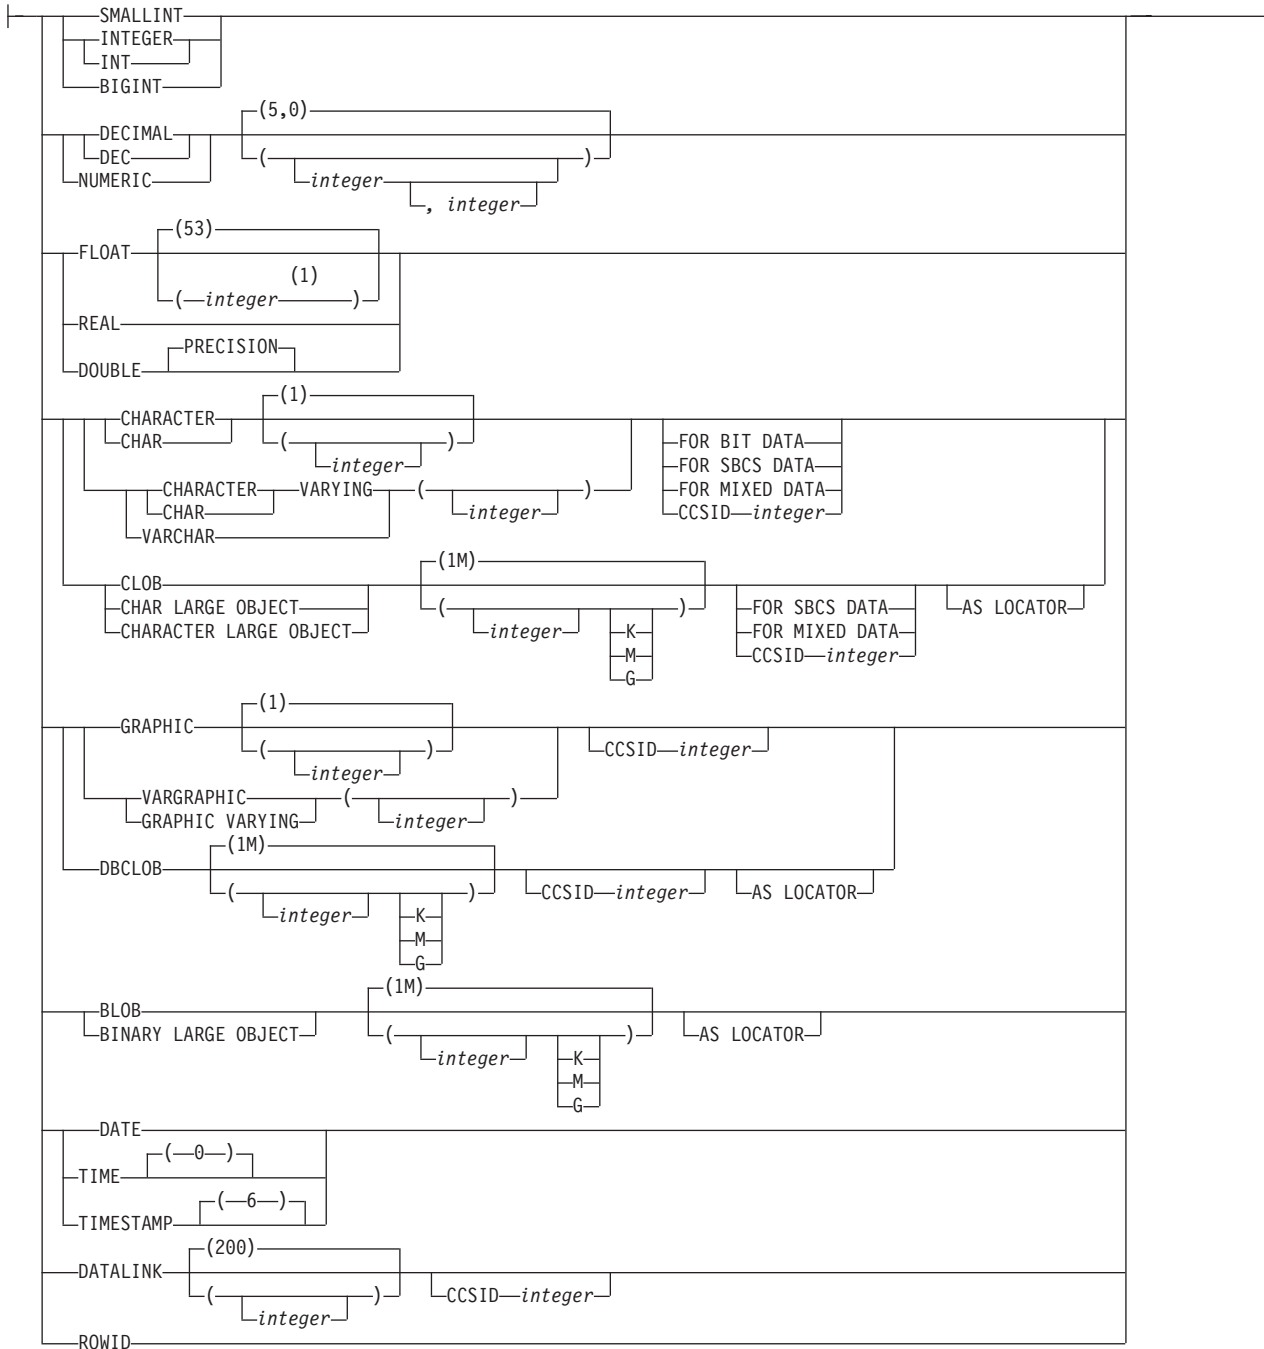 SMALLINT
INTEGER
INT
BIGINT
(5,0)
DECIMAL
DEC ( )
NUMERIC integer
, integer
(53)
FLOAT
(1)
( integer )
REAL
PRECISION
DOUBLE
(1)
CHARACTER
CHAR ( ) FOR BIT DATA
integer FOR SBCS DATA
CHARACTER VARYING ( ) FOR MIXED DATA
CHAR integer CCSID integer
VARCHAR
(1M)
CLOB
CHAR LARGE OBJECT ( ) FOR SBCS DATA AS LOCATOR
CHARACTER LARGE OBJECT integer K FOR MIXED DATA
M CCSID integer
G
(1)
GRAPHIC
( ) CCSID integer
integer
VARGRAPHIC ( )
GRAPHIC VARYING integer
(1M)
DBCLOB
( ) CCSID integer AS LOCATOR
integer K
M
G
(1M)
BLOB
BINARY LARGE OBJECT ( ) AS LOCATOR
integer K
M
G
DATE
( 0 )
TIME
( 6 )
TIMESTAMP
(200)
DATALINK
( ) CCSID integer
integer
ROWID